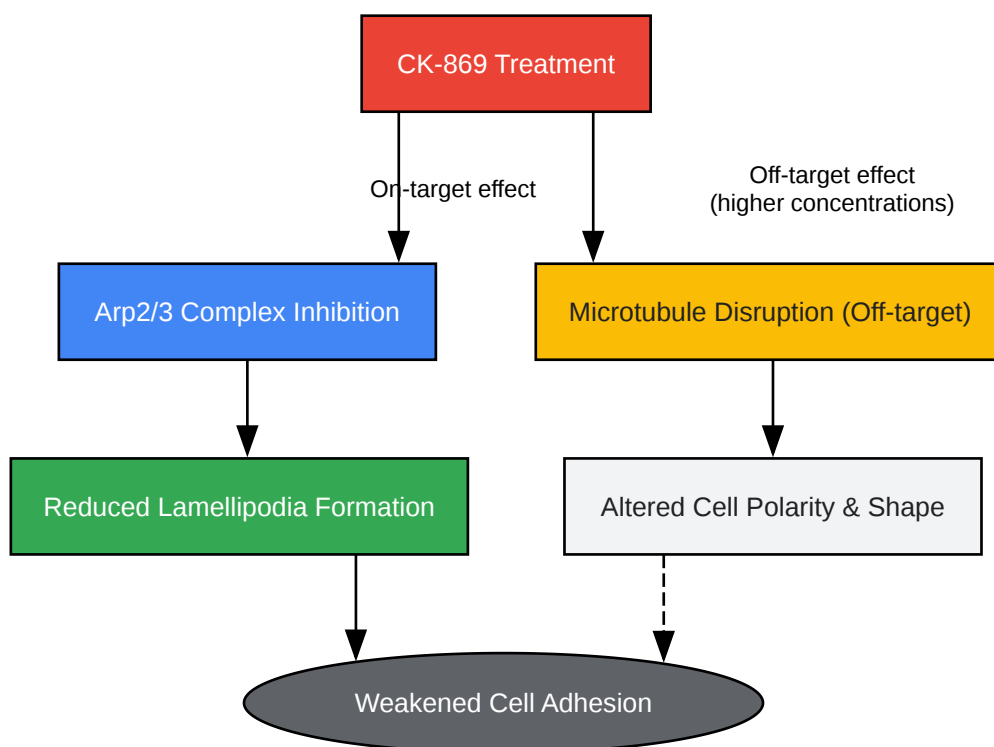 CK-869 Treatment
On-target effect
Off-target effect
(higher concentrations)
Arp2/3 Complex Inhibition
Microtubule Disruption (Off-target)
Reduced Lamellipodia Formation
Altered Cell Polarity & Shape
Weakened Cell Adhesion